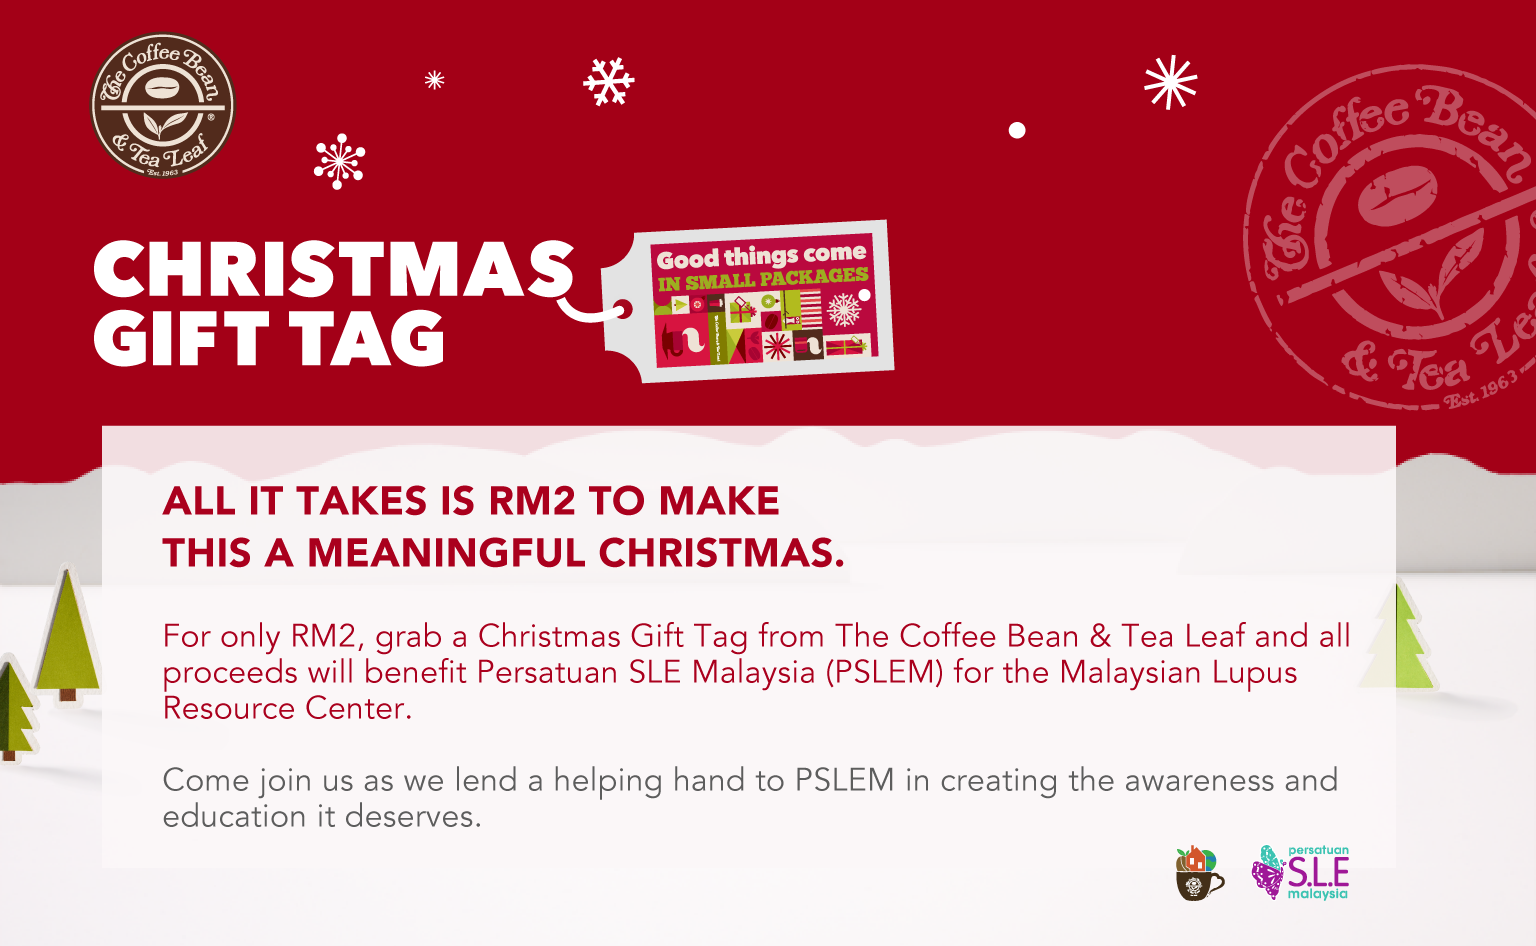 The Coffee Bean
®
& Tea Leaf
Est. 1963
The Coffee Bean
& Tea Le
Est. 1963
CHRISTMAS
GIFT TAG
Good things come
IN SMALL PACKAGES
ALL IT TAKES IS RM2 TO MAKE
THIS A MEANINGFUL CHRISTMAS.
For only RM2, grab a Christmas Gift Tag from The Coffee Bean & Tea Leaf and all
proceeds will benefit Persatuan SLE Malaysia (PSLEM) for the Malaysian Lupus
Resource Center.
Come join us as we lend a helping hand to PSLEM in creating the awareness and
education it deserves.
persatuan
S.L.E
malaysia